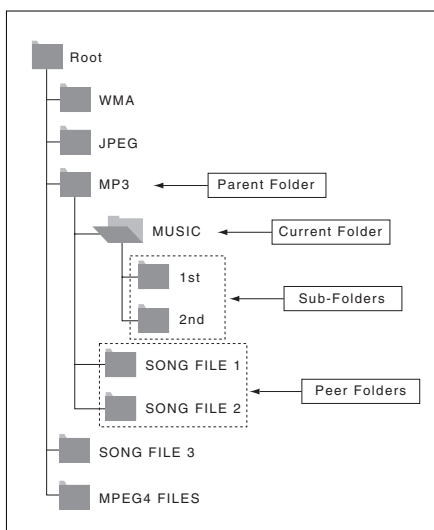 Root
WMA
JPEG
MP3 Parent Folder
MUSIC Current Folder
1st
Sub-Folders
2nd
SONG FILE 1
Peer Folders
SONG FILE 2
SONG FILE 3
MPEG4 FILES